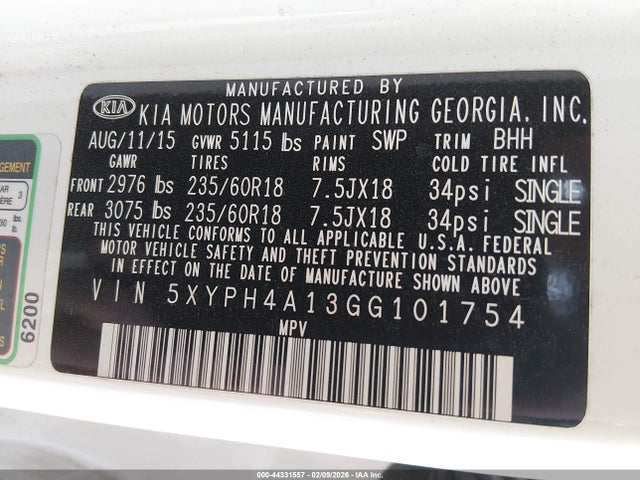 MANUFACTURED BY
KIA KIA MOTORS MANUFACTURING GEORGIA, INC.
AUG/11/15 GVWR 5115 lbs PAINT SWP TRIM BHH
GAWR TIRES RIMS COLD TIRE INFL
FRONT 2976 lbs 235/60R18 7.5JX18 34psi SINGLE
REAR 3075 lbs 235/60R18 7.5JX18 34psi SINGLE
THIS VEHICLE CONFORMS TO ALL APPLICABLE U.S.A. FEDERAL
MOTOR VEHICLE SAFETY AND THEFT PREVENTION STANDARDS
IN EFFECT ON THE DATE OF MANUFACTURE SHOWN ABOVE
VIN 5XYPH4A13GG101754
MPV
6200
000-44331557 | 02/09/2026 | IAA Inc.